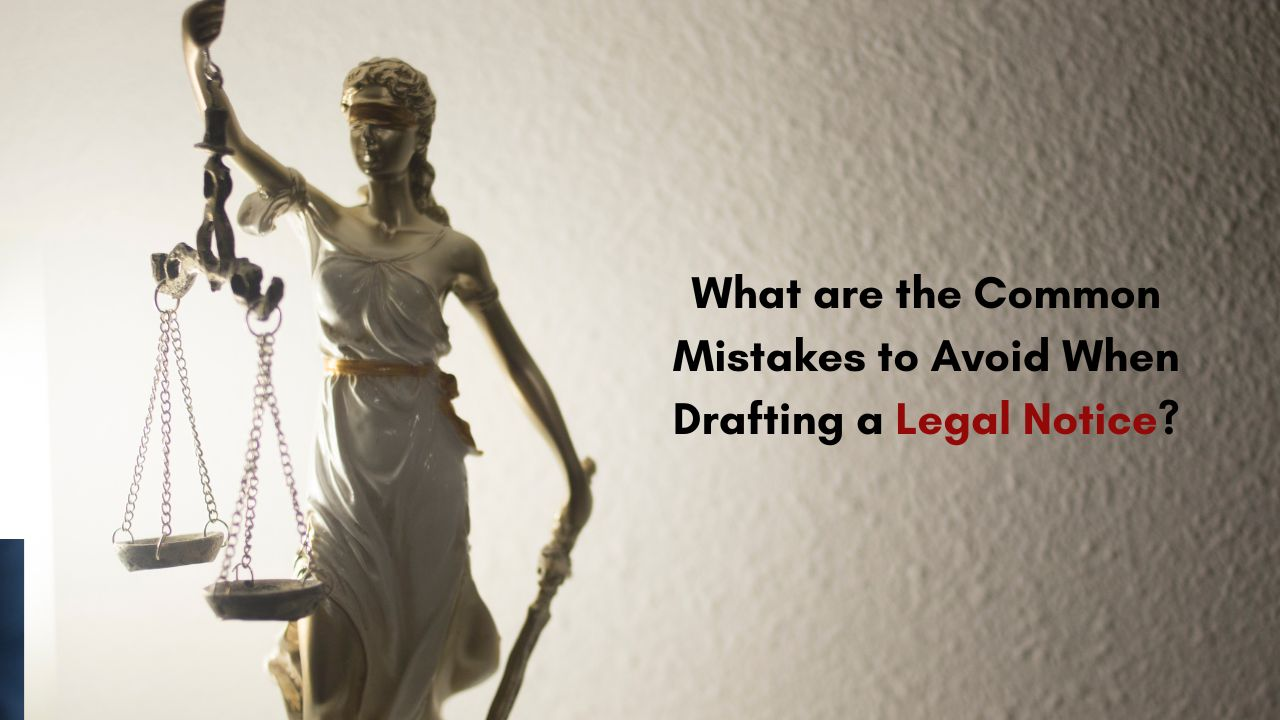 What are the Common
Mistakes to Avoid When
Drafting a Legal Notice?